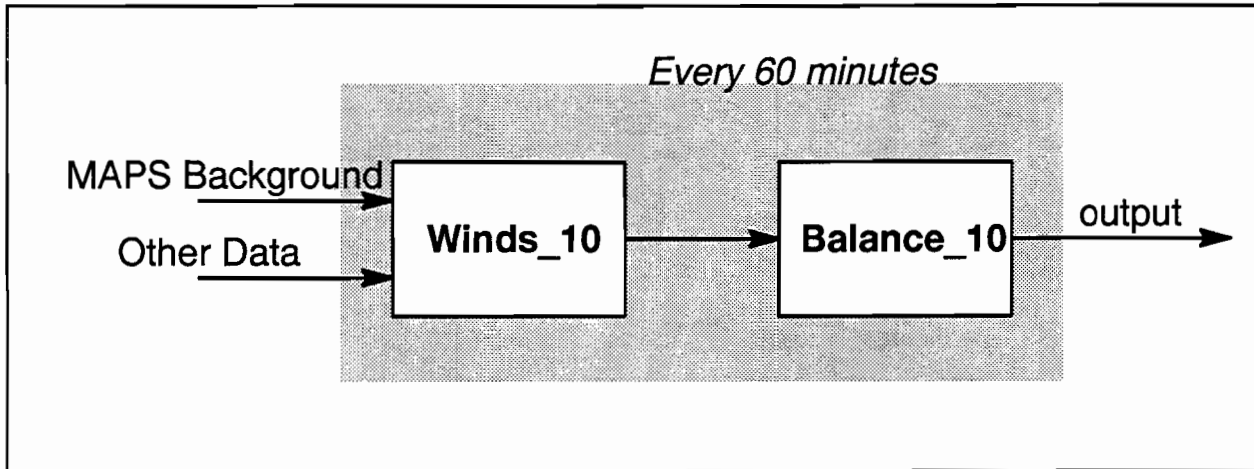 Every 60 minutes
MAPS Background
Other Data
Winds_10
Balance_10
output